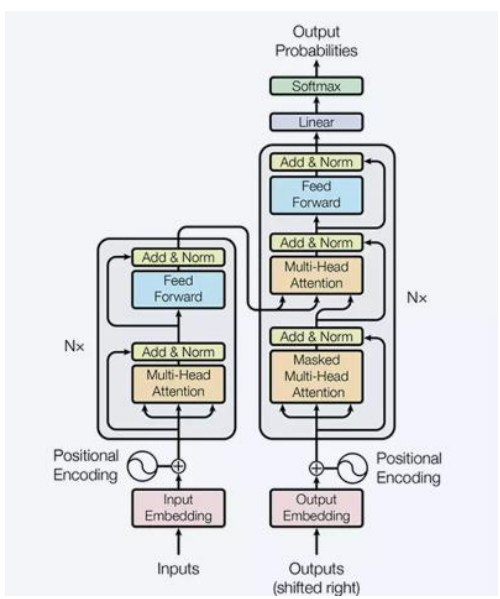 Output
Probabilities
Softmax
Linear
Add & Norm
Feed
Forward
Add & Norm
Multi-Head
Attention
Nx
Add & Norm
Masked
Multi-Head
Attention
Positional
Encoding
Output
Embedding
Outputs
(shifted right)
Add & Norm
Feed
Forward
Nx
Add & Norm
Multi-Head
Attention
Positional
Encoding
Input
Embedding
Inputs